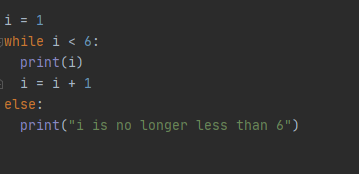 i = 1
while i < 6:
  print(i)
  i = i + 1
else:
  print("i is no longer less than 6")